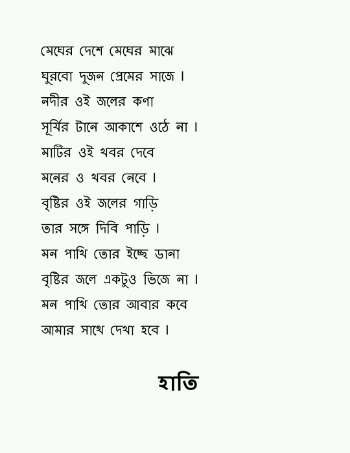 মেঘের দেশে মেঘের মাঝে
ঘুরবো দুজন প্রেমের সাজে ।
নদীর ওই জলের কণা
সূর্যির টানে আকাশে ওঠে না ।
মাটির ওই খবর দেবে
মনের ও খবর নেবে ।
বৃষ্টির ওই জলের গাড়ি
তার সঙ্গে দিবি পাড়ি ।
মন পাখি তোর ইচ্ছে ডানা
বৃষ্টির জলে একটুও ভিজে না ।
মন পাখি তোর আবার কবে
আমার সাথে দেখা হবে ।
হাতি